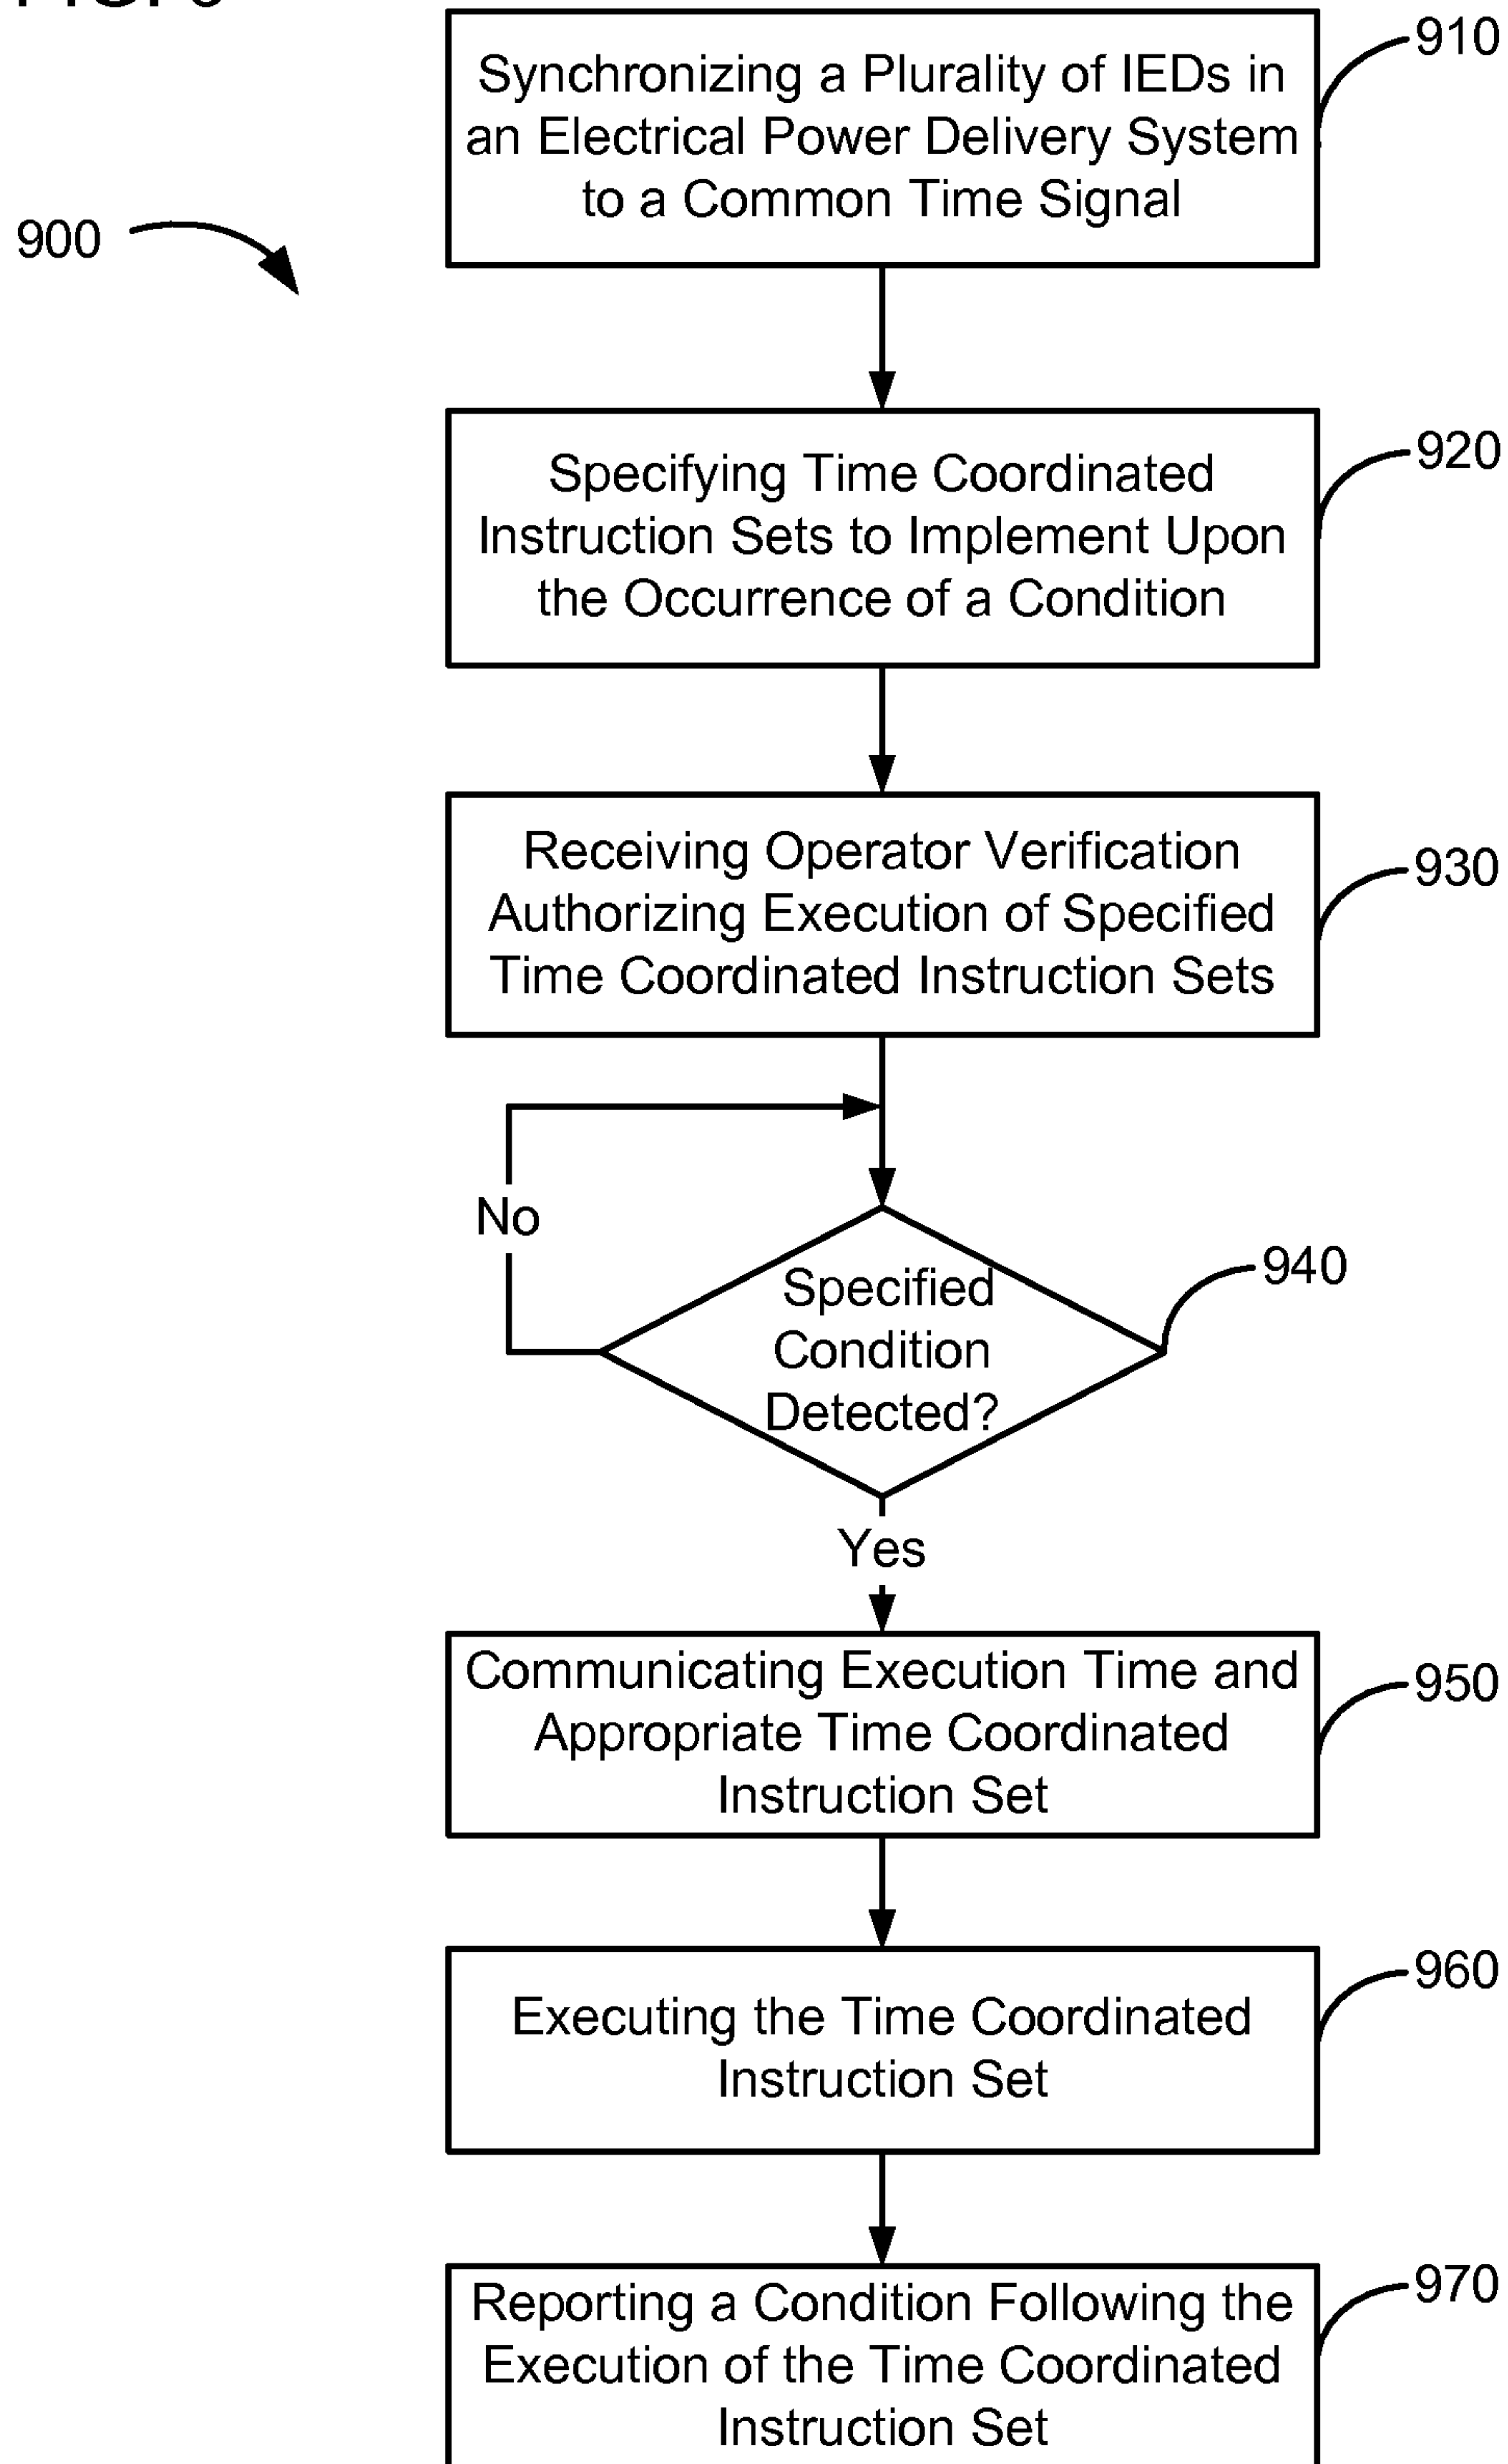 910
Synchronizing a Plurality of IEDs in
an Electrical Power Delivery System
to a Common Time Signal
900
920
Specifying Time Coordinated
Instruction Sets to Implement Upon
the Occurrence of a Condition
930
Receiving Operator Verification
Authorizing Execution of Specified
Time Coordinated Instruction Sets
No
940
Specified
Condition
Detected?
Yes
950
Communicating Execution Time and
Appropriate Time Coordinated
Instruction Set
960
Executing the Time Coordinated
Instruction Set
970
Reporting a Condition Following the
Execution of the Time Coordinated
Instruction Set